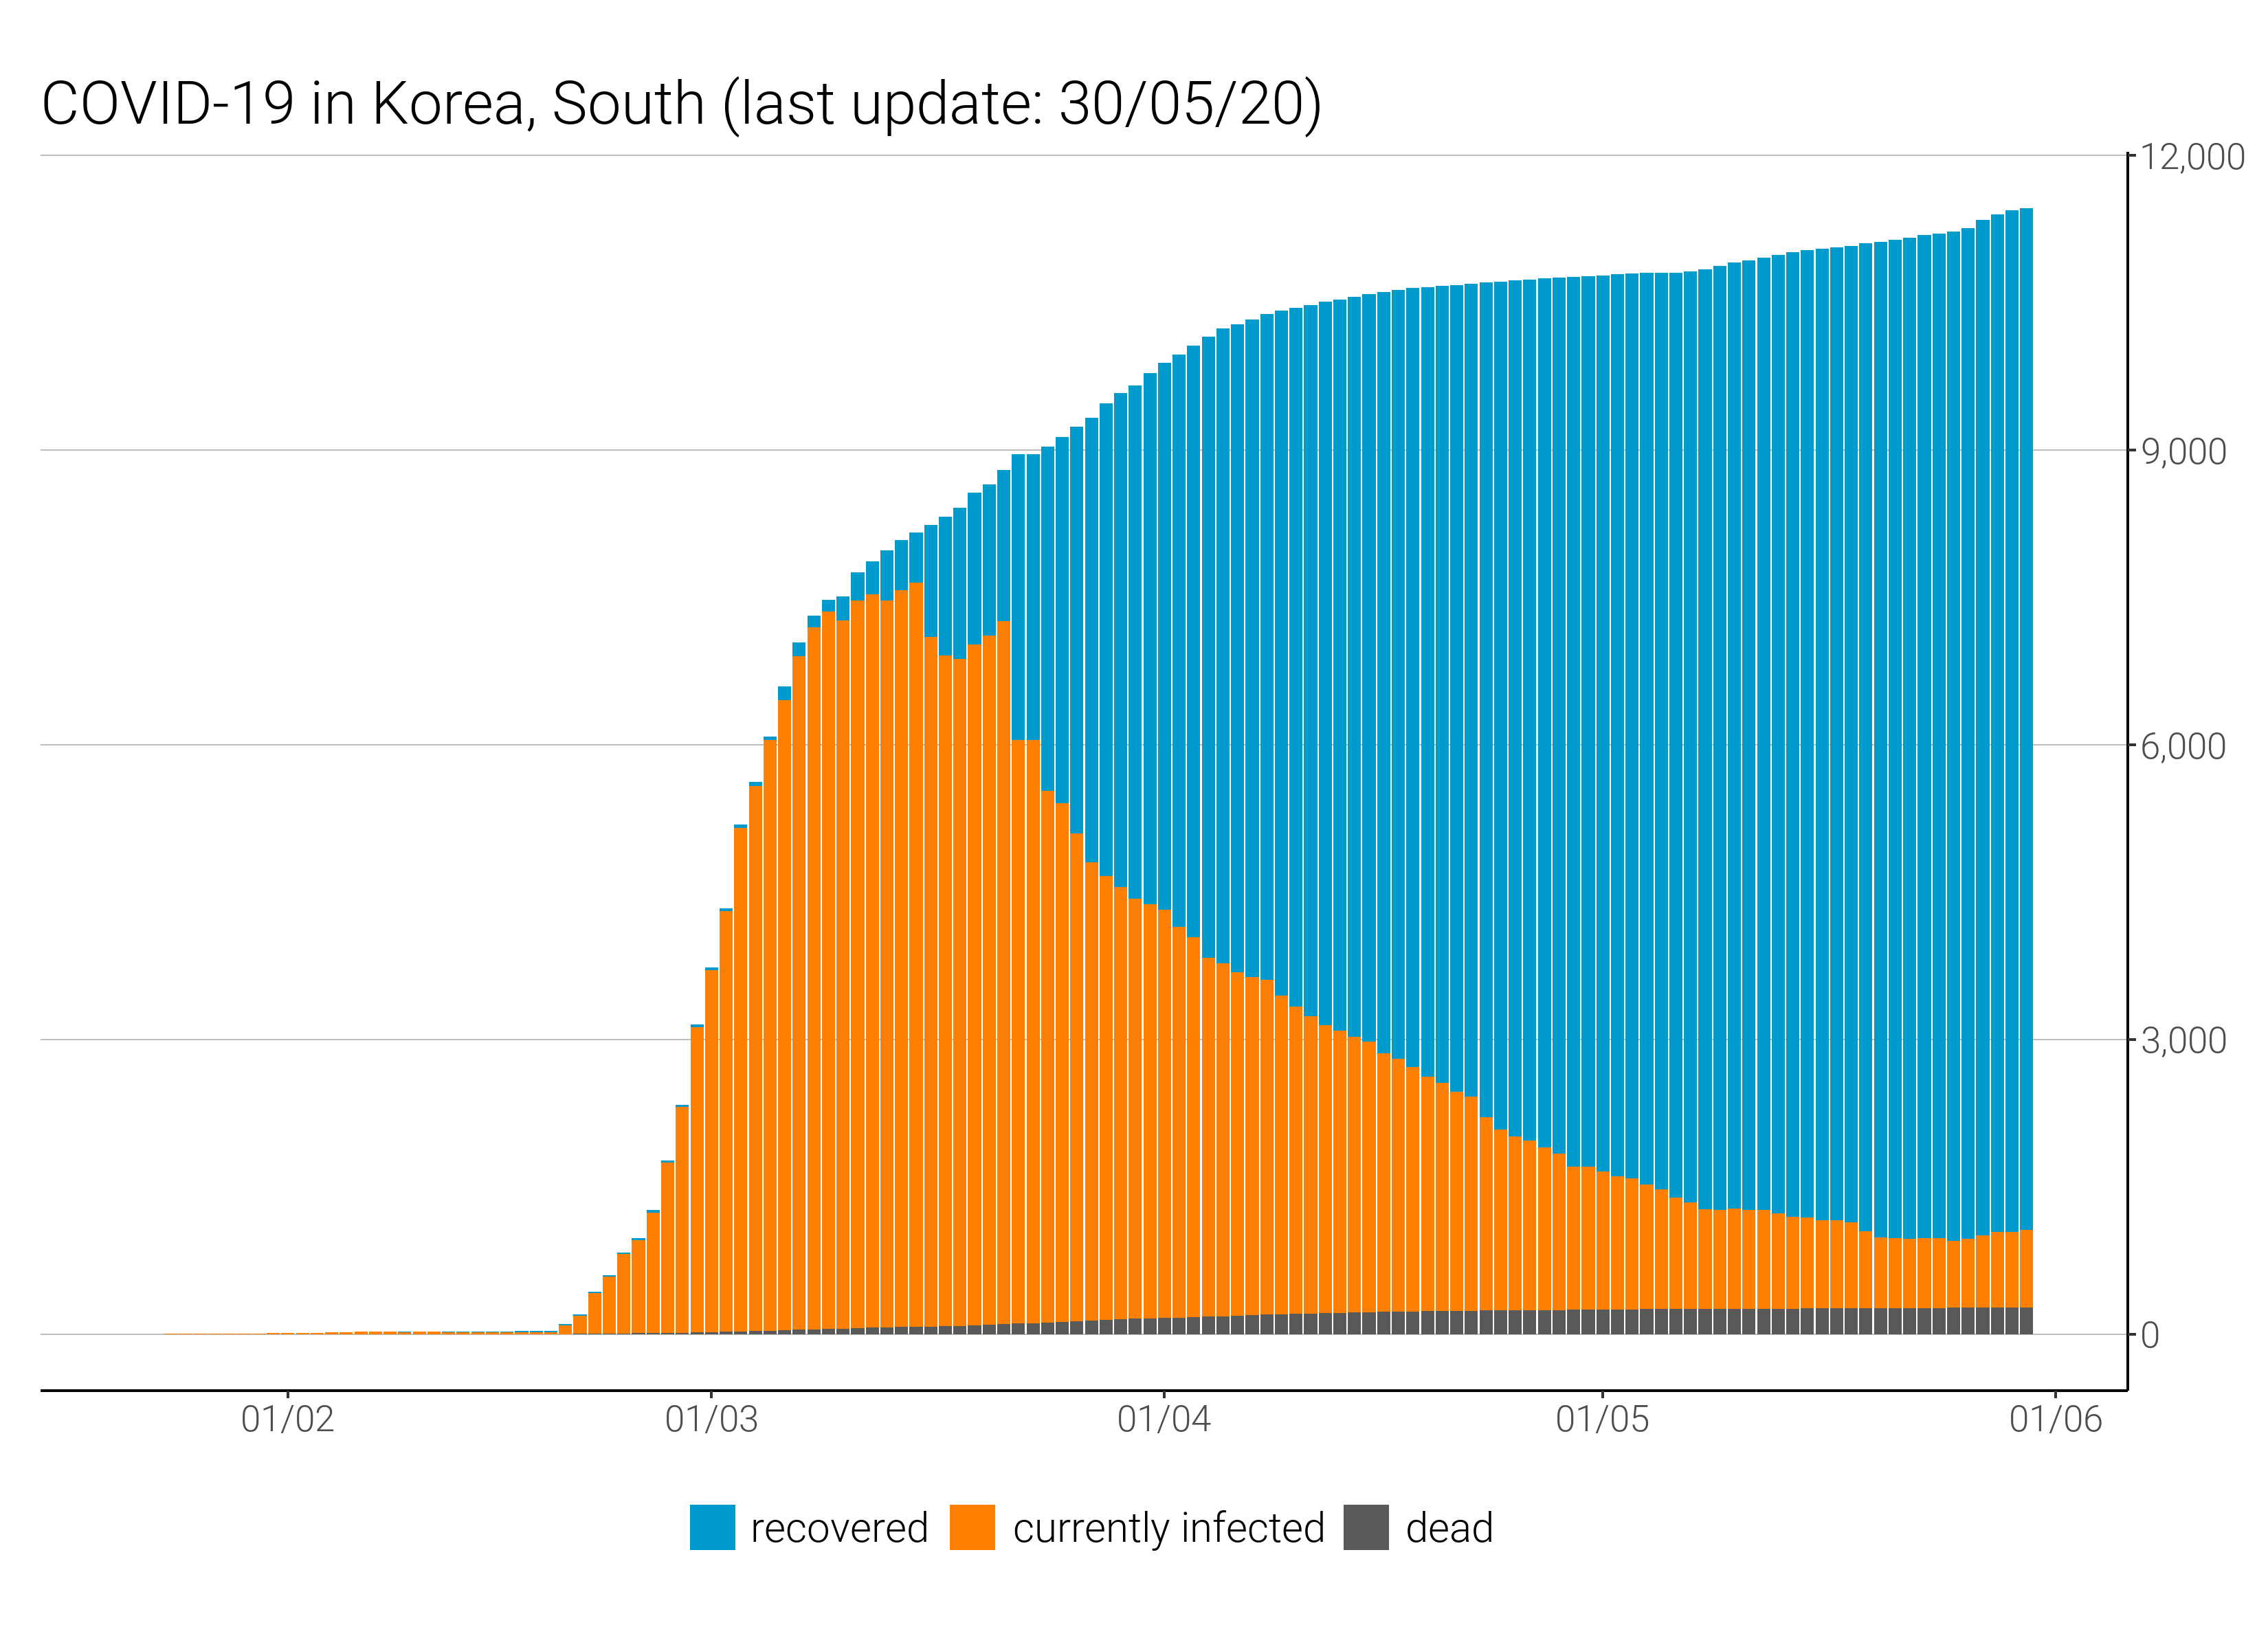 COVID-19 in Korea, South (last update: 30/05/20)
12,000
9,000
6,000
3,000
0
01/02 01/03 01/04 01/05 01/06
recovered currently infected dead